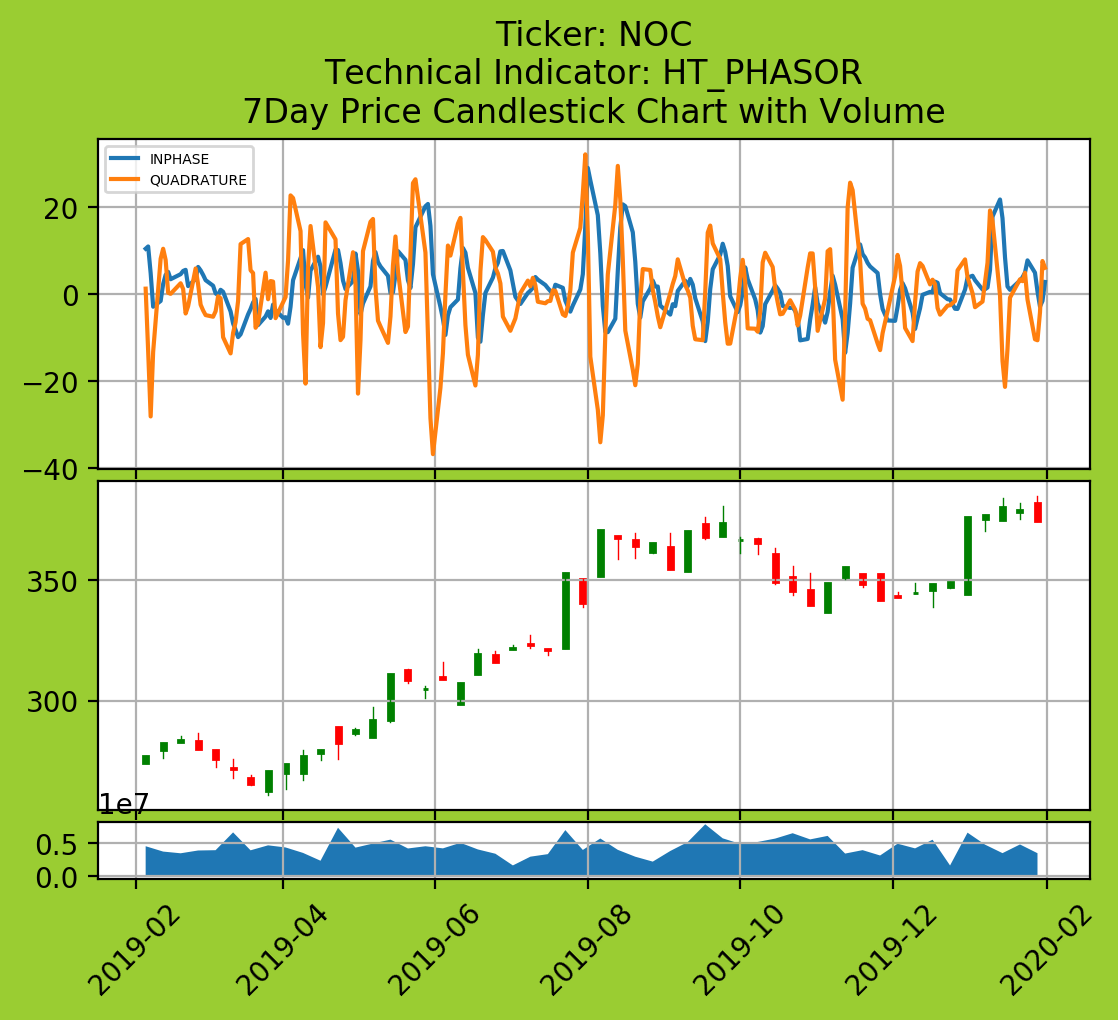 Ticker: NOC
Technical Indicator: HT_PHASOR
7Day Price Candlestick Chart with Volume
INPHASE
QUADRATURE
20
0
−20
−40
350
300
1e7
0.5
0.0
2019-02
2019-04
2019-06
2019-08
2019-10
2019-12
2020-02